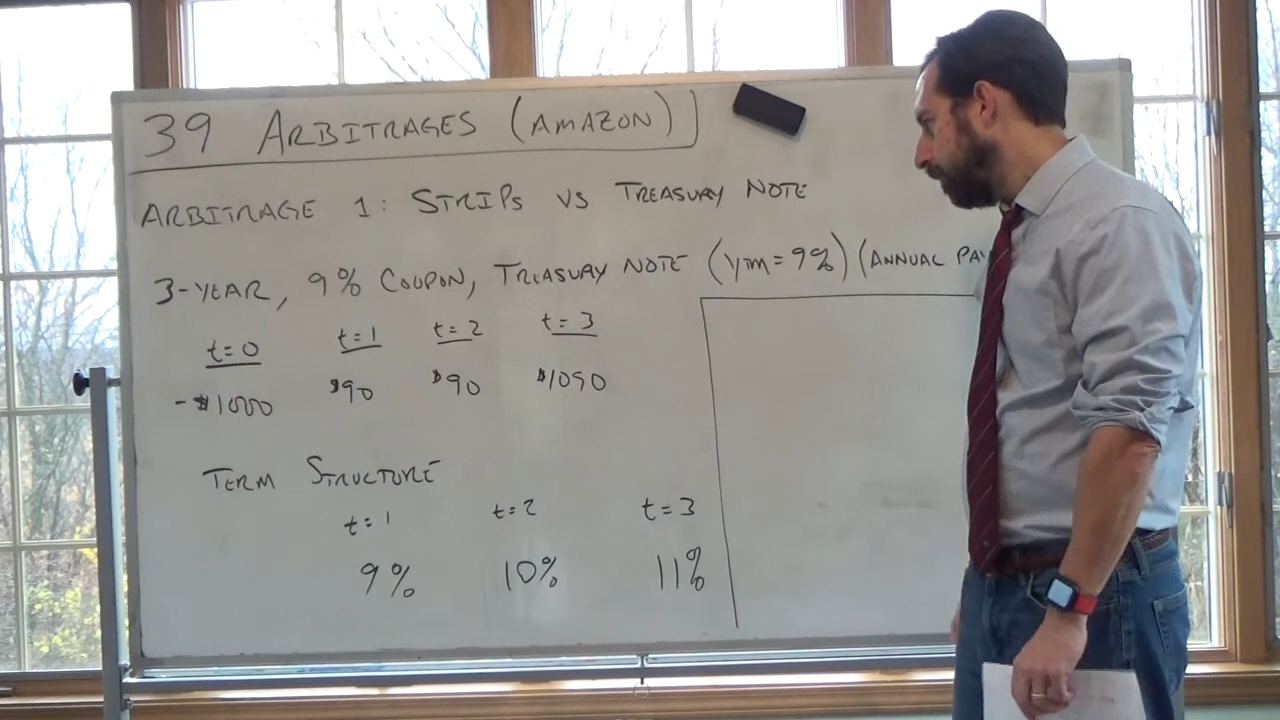 39 ARBITRAGES (AMAZON)
ARBITRAGE 1: STRIPS VS TREASURY NOTE
3-YEAR, 9% COUPON, TREASURY NOTE (YTM=9%) (ANNUAL PAY
t=0 t=1 t=2 t=3
-$1000 $90 $90 $1090
TERM STRUCTURE
t=1 t=2 t=3
9% 10% 11%